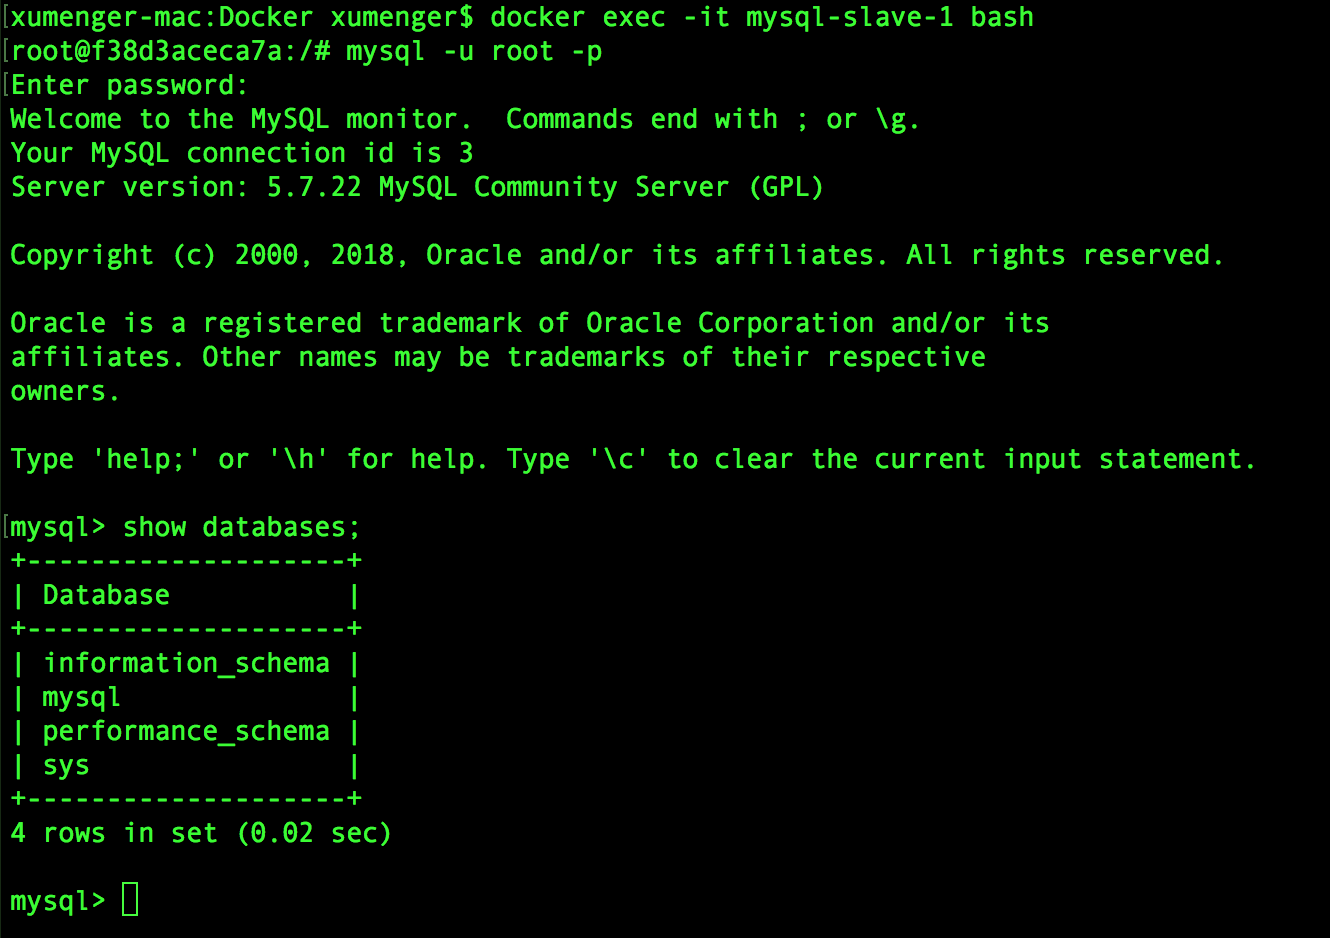 [xumenger-mac:Docker xumenger$ docker exec -it mysql-slave-1 bash
[root@f38d3aceca7a:/# mysql -u root -p
[Enter password:
Welcome to the MySQL monitor.  Commands end with ; or \g.
Your MySQL connection id is 3
Server version: 5.7.22 MySQL Community Server (GPL)

Copyright (c) 2000, 2018, Oracle and/or its affiliates. All rights reserved.

Oracle is a registered trademark of Oracle Corporation and/or its
affiliates. Other names may be trademarks of their respective
owners.

Type 'help;' or '\h' for help. Type '\c' to clear the current input statement.

[mysql> show databases;
+--------------------+
| Database           |
+--------------------+
| information_schema |
| mysql              |
| performance_schema |
| sys                |
+--------------------+
4 rows in set (0.02 sec)

mysql>